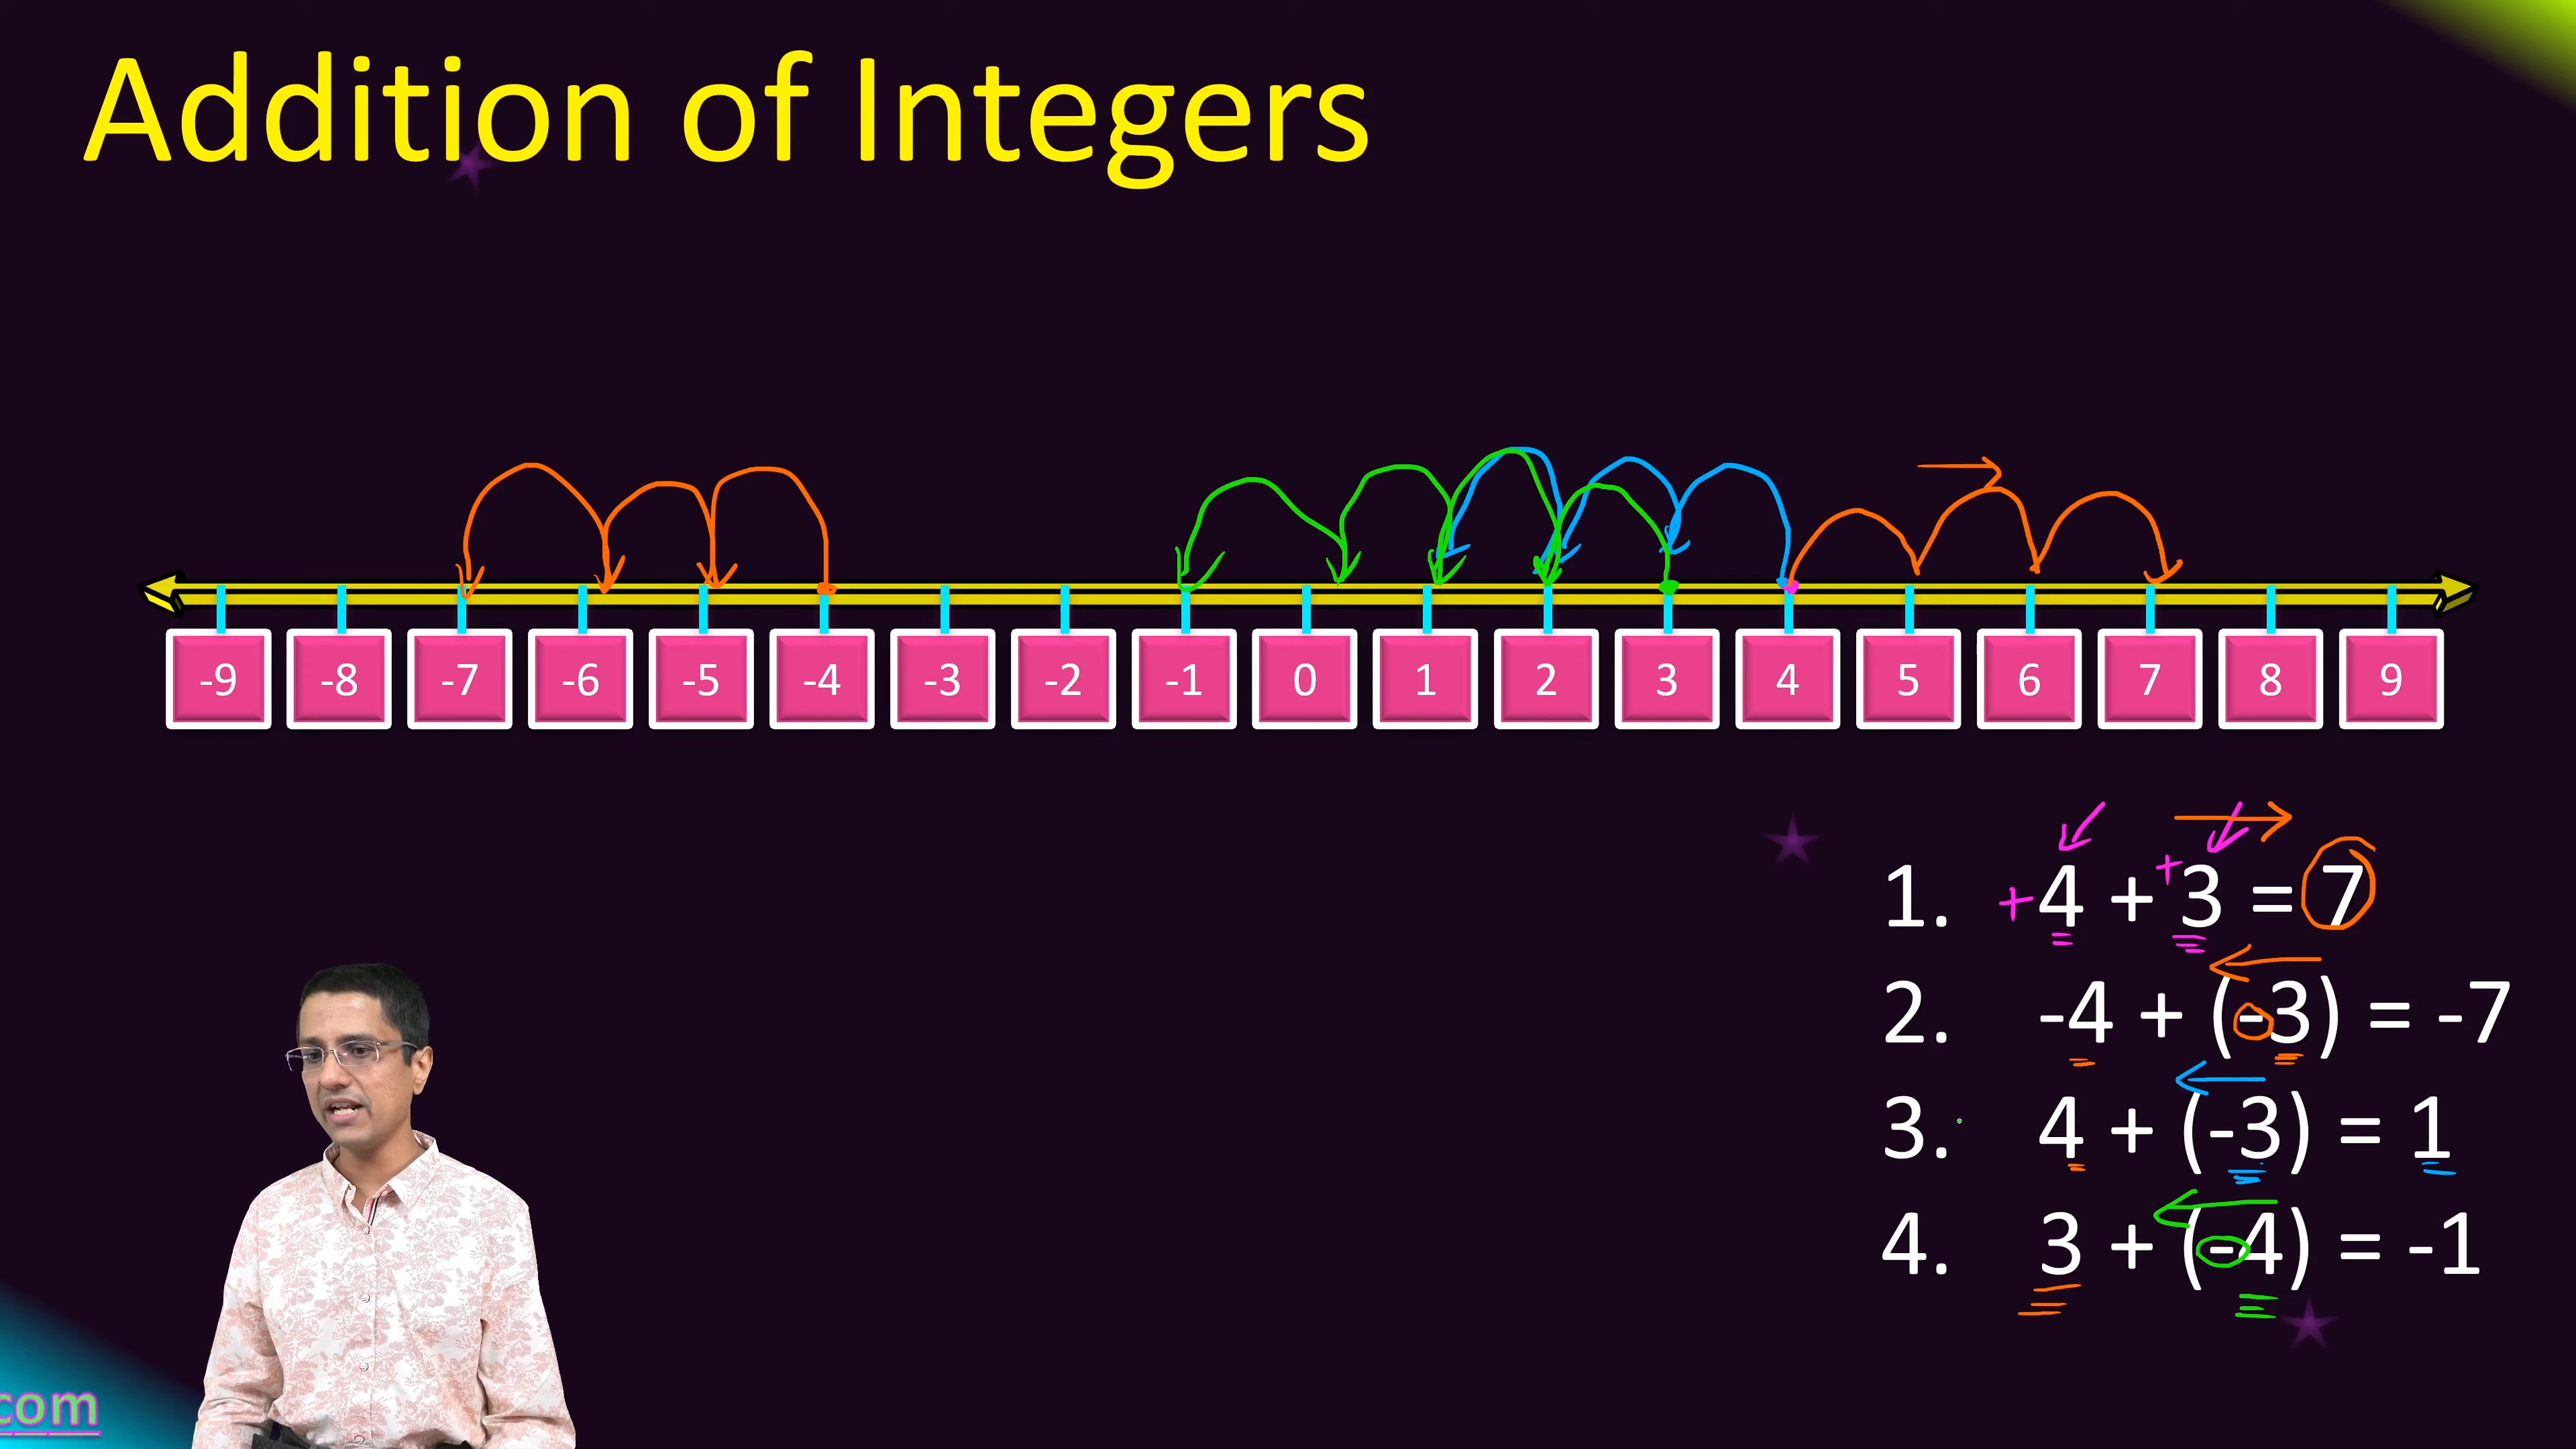 Addition of Integers
-9 -8 -7 -6 -5 -4 -3 -2 -1 0 1 2 3 4 5 6 7 8 9
1. +4 + +3 = 7
2. -4 + (-3) = -7
3. 4 + (-3) = 1
4. 3 + (-4) = -1
com